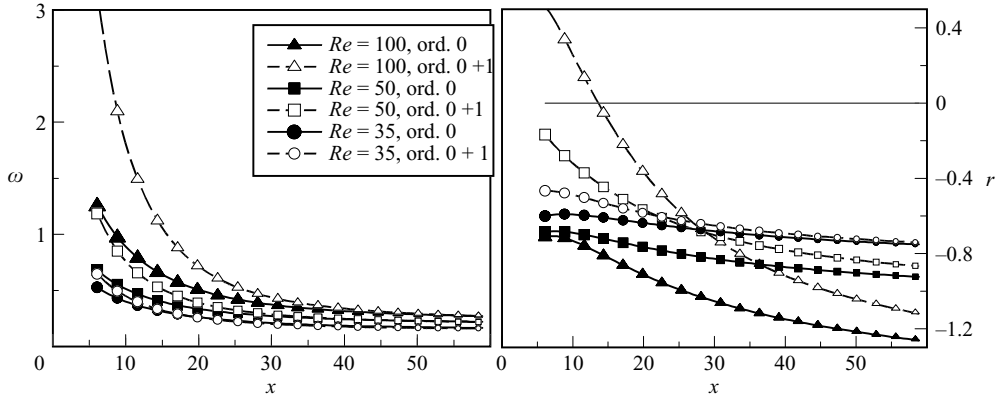 3
2
1
ω
0
10
20
30
40
50
60
x
Re = 100, ord. 0
Re = 100, ord. 0 +1
Re = 50, ord. 0
Re = 50, ord. 0 +1
Re = 35, ord. 0
Re = 35, ord. 0 + 1
0.4
0
–0.4
–0.8
–1.2
r
0
10
20
30
40
50
x